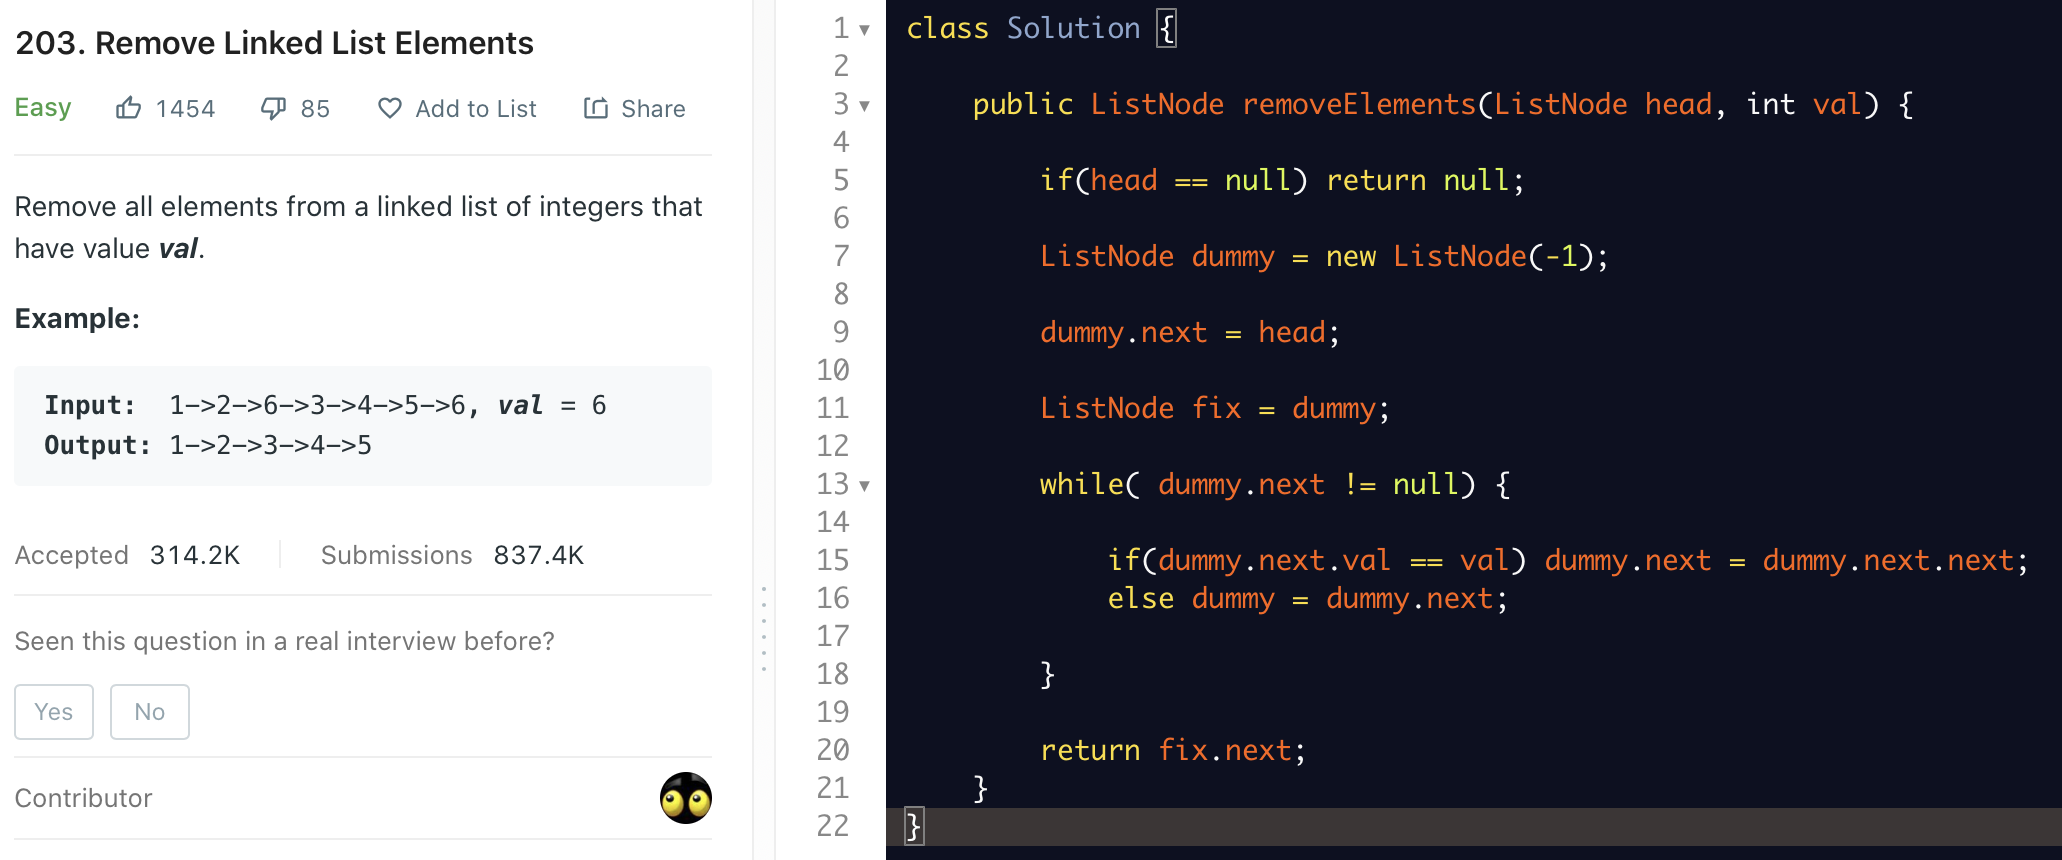 203. Remove Linked List Elements
Easy 1454 85 Add to List Share
Remove all elements from a linked list of integers that
have value val.
Example:
Input: 1->2->6->3->4->5->6, val = 6
Output: 1->2->3->4->5
Accepted 314.2K Submissions 837.4K
Seen this question in a real interview before?
Yes No
Contributor
1 class Solution {
2
3 public ListNode removeElements(ListNode head, int val) {
4
5 if(head == null) return null;
6
7 ListNode dummy = new ListNode(-1);
8
9 dummy.next = head;
10
11 ListNode fix = dummy;
12
13 while( dummy.next != null) {
14
15 if(dummy.next.val == val) dummy.next = dummy.next.next;
16 else dummy = dummy.next;
17
18 }
19
20 return fix.next;
21 }
22 }